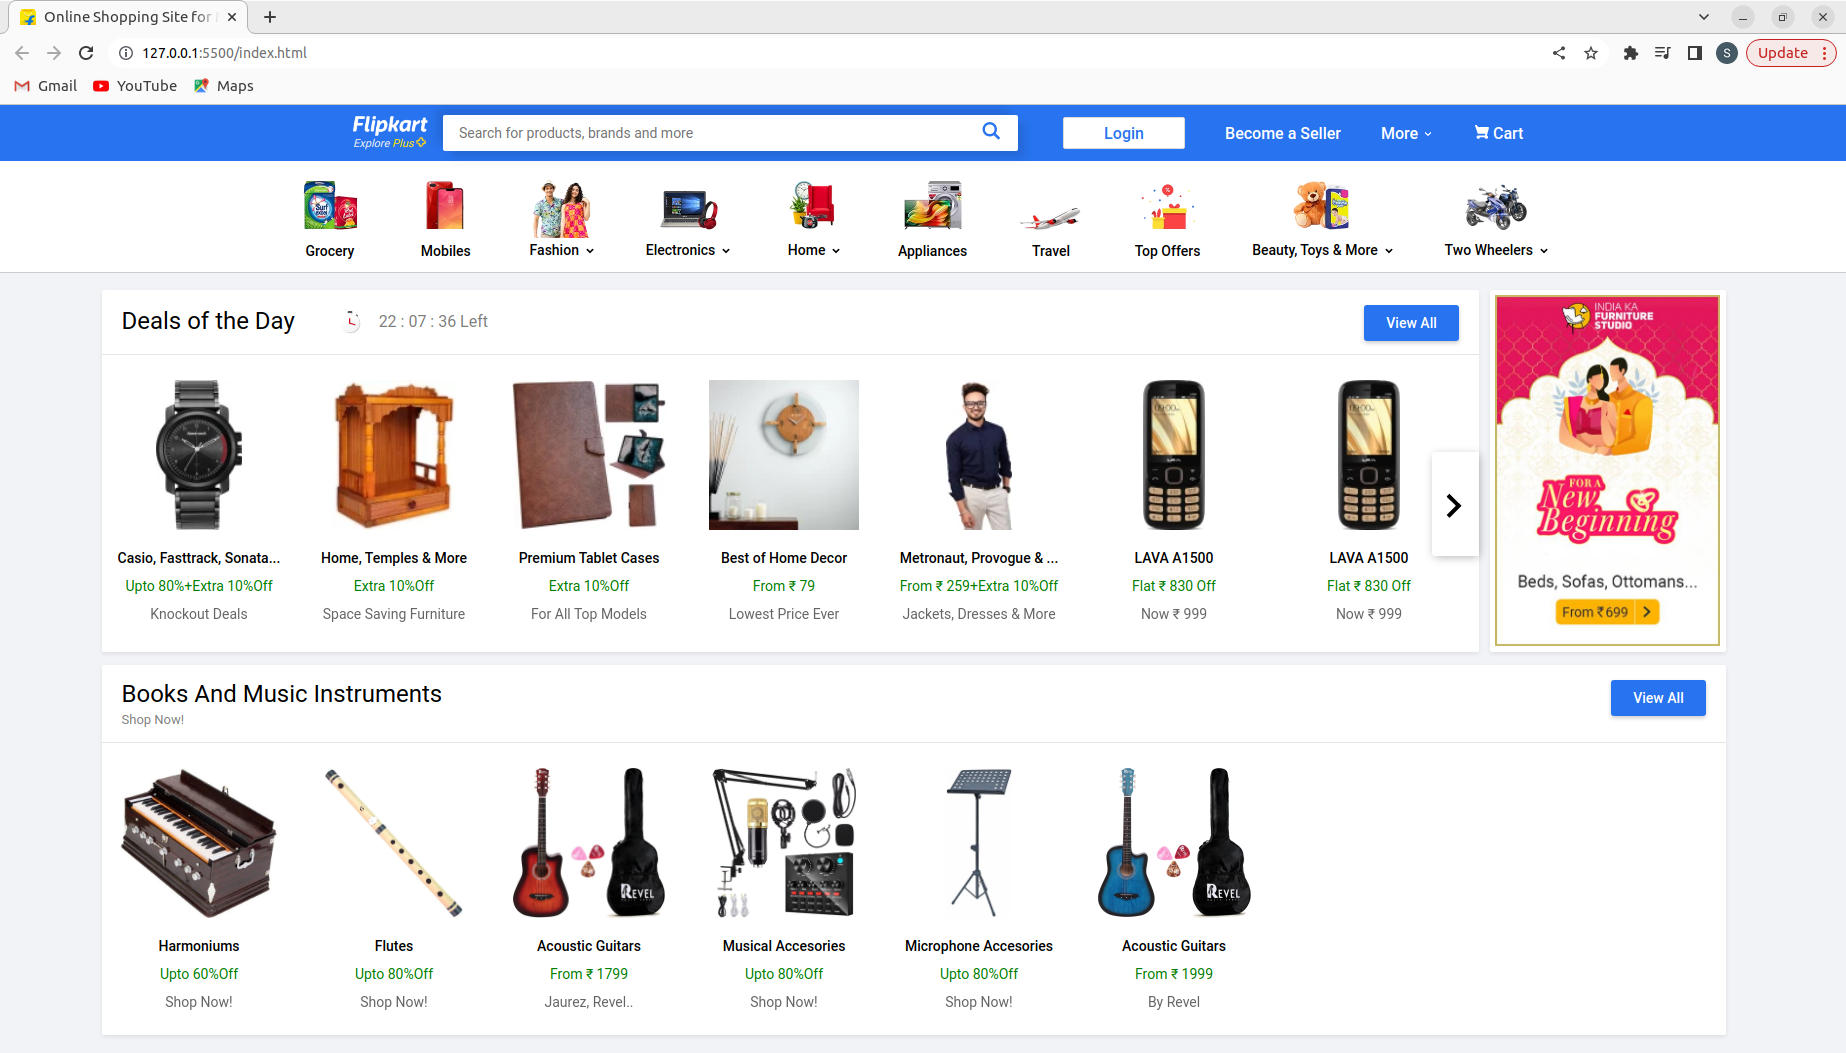 Online Shopping Site for
127.0.0.1:5500/index.html
S
Update
Gmail
YouTube
Maps
Flipkart
Explore Plus
Search for products, brands and more
Login
Become a Seller
More
Cart
Grocery
Mobiles
Fashion
Electronics
Home
Appliances
Travel
Top Offers
Beauty, Toys & More
Two Wheelers
Deals of the Day
22 : 07 : 36 Left
View All
Casio, Fasttrack, Sonata...
Upto 80%+Extra 10%Off
Knockout Deals
Home, Temples & More
Extra 10%Off
Space Saving Furniture
Premium Tablet Cases
Extra 10%Off
For All Top Models
Best of Home Decor
From ₹ 79
Lowest Price Ever
Metronaut, Provogue & ...
From ₹ 259+Extra 10%Off
Jackets, Dresses & More
LAVA A1500
Flat ₹ 830 Off
Now ₹ 999
LAVA A1500
Flat ₹ 830 Off
Now ₹ 999
INDIA KA
FURNITURE
STUDIO
FOR A
New
Beginning
Beds, Sofas, Ottomans...
From ₹699
Books And Music Instruments
Shop Now!
View All
REVEL
REVEL
Harmoniums
Upto 60%Off
Shop Now!
Flutes
Upto 80%Off
Shop Now!
Acoustic Guitars
From ₹ 1799
Jaurez, Revel..
Musical Accesories
Upto 80%Off
Shop Now!
Microphone Accesories
Upto 80%Off
Shop Now!
Acoustic Guitars
From ₹ 1999
By Revel